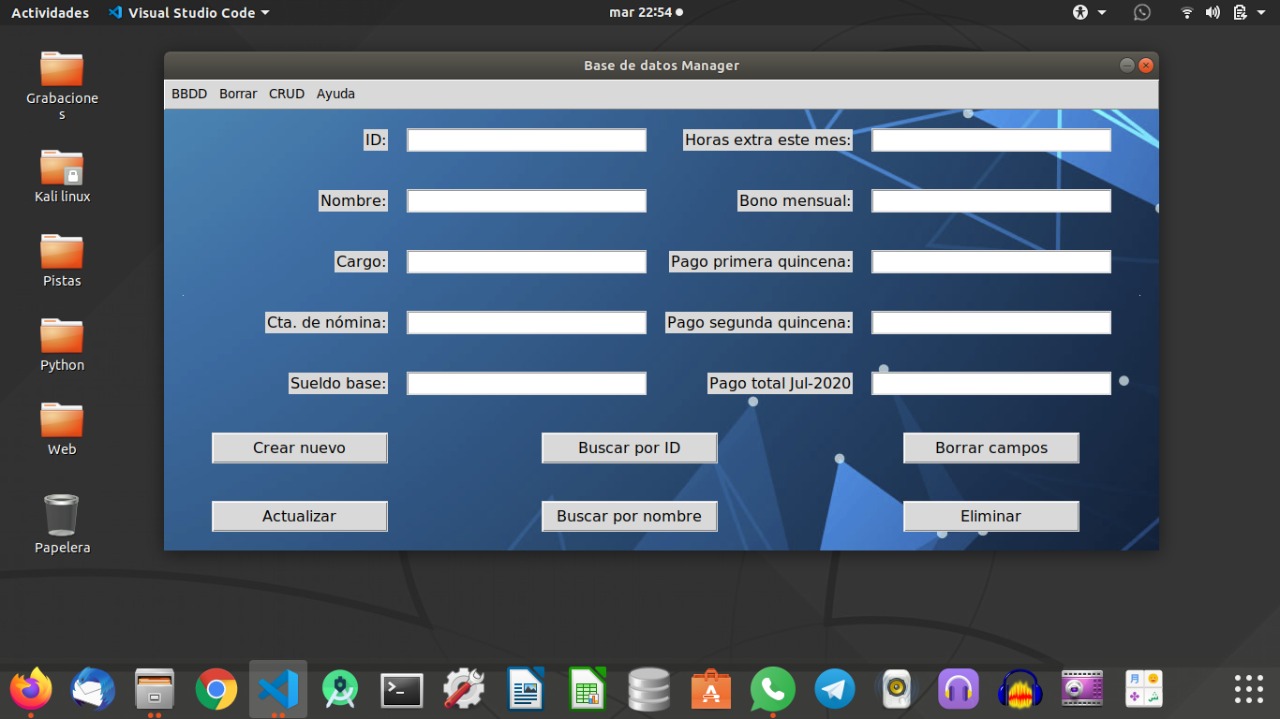 Actividades Visual Studio Code mar 22:54
Grabacione
s
Kali linux
Pistas
Python
Web
Papelera
Base de datos Manager
BBDD Borrar CRUD Ayuda
ID: Horas extra este mes:
Nombre: Bono mensual:
Cargo: Pago primera quincena:
Cta. de nómina: Pago segunda quincena:
Sueldo base: Pago total Jul-2020
Crear nuevo Buscar por ID Borrar campos
Actualizar Buscar por nombre Eliminar